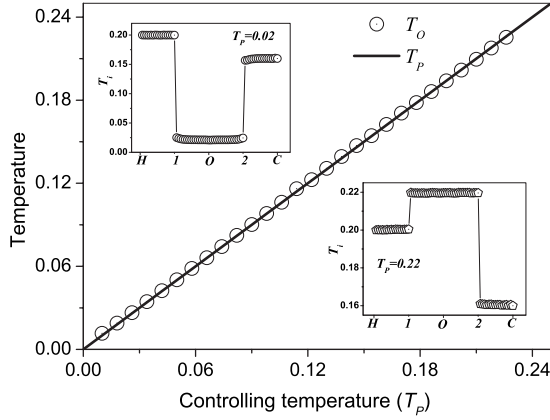 0.24
0.18
0.12
0.06
0.00
Temperature
0.00 0.06 0.12 0.18 0.24
Controlling temperature (T_P)
T_O
T_P
0.20
0.15
0.10
0.05
0.00
T_i
T_P=0.02
H 1 O 2 C
0.22
0.20
0.18
0.16
T_i
T_P=0.22
H 1 O 2 C